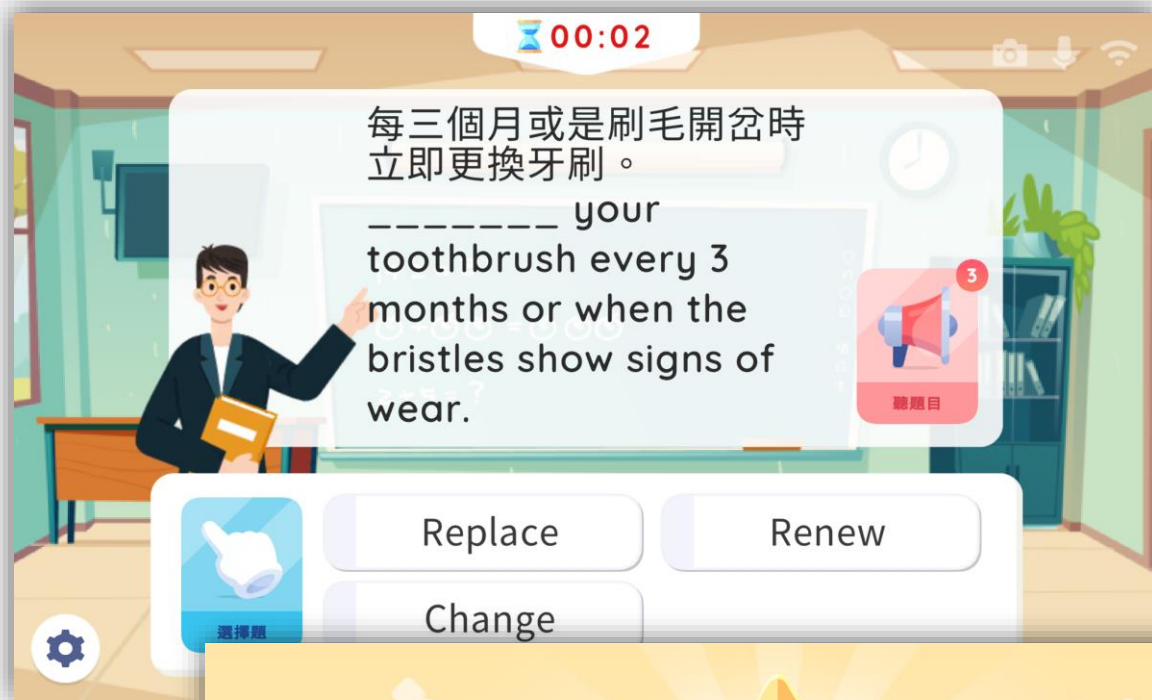 00:02
每三個月或是刷毛開岔時
立即更換牙刷。
_______ your
toothbrush every 3
months or when the
bristles show signs of
wear.
3
聽題目
Replace
Renew
Change
選擇題